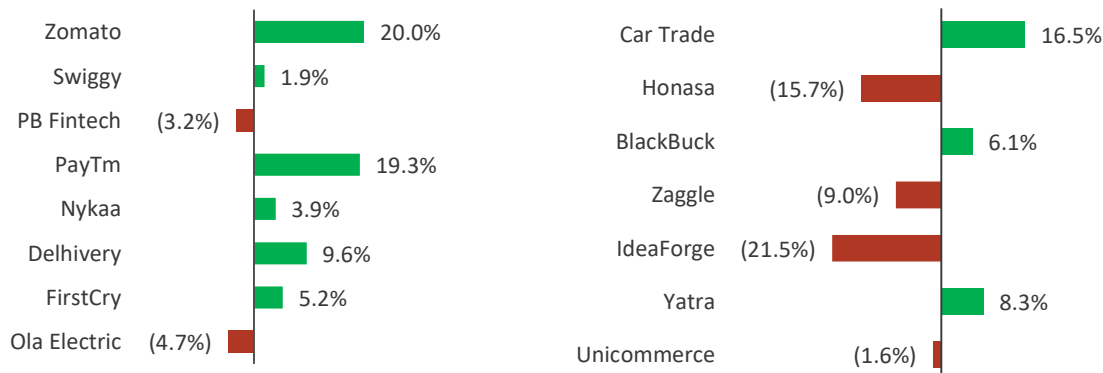 Zomato 20.0%
Swiggy 1.9%
PB Fintech (3.2%)
PayTm 19.3%
Nykaa 3.9%
Delhivery 9.6%
FirstCry 5.2%
Ola Electric (4.7%)
Car Trade 16.5%
Honasa (15.7%)
BlackBuck 6.1%
Zaggle (9.0%)
IdeaForge (21.5%)
Yatra 8.3%
Unicommerce (1.6%)